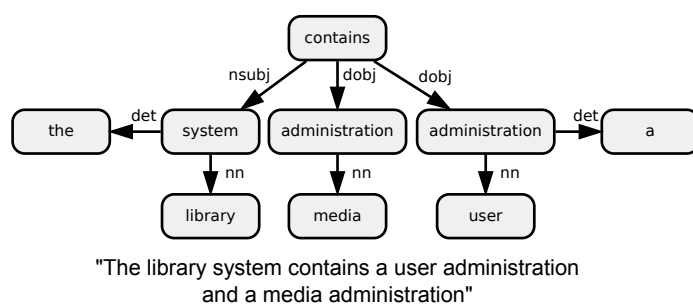 contains
nsubj dobj dobj
the det system administration administration det a
nn nn nn
library media user
"The library system contains a user administration
and a media administration"